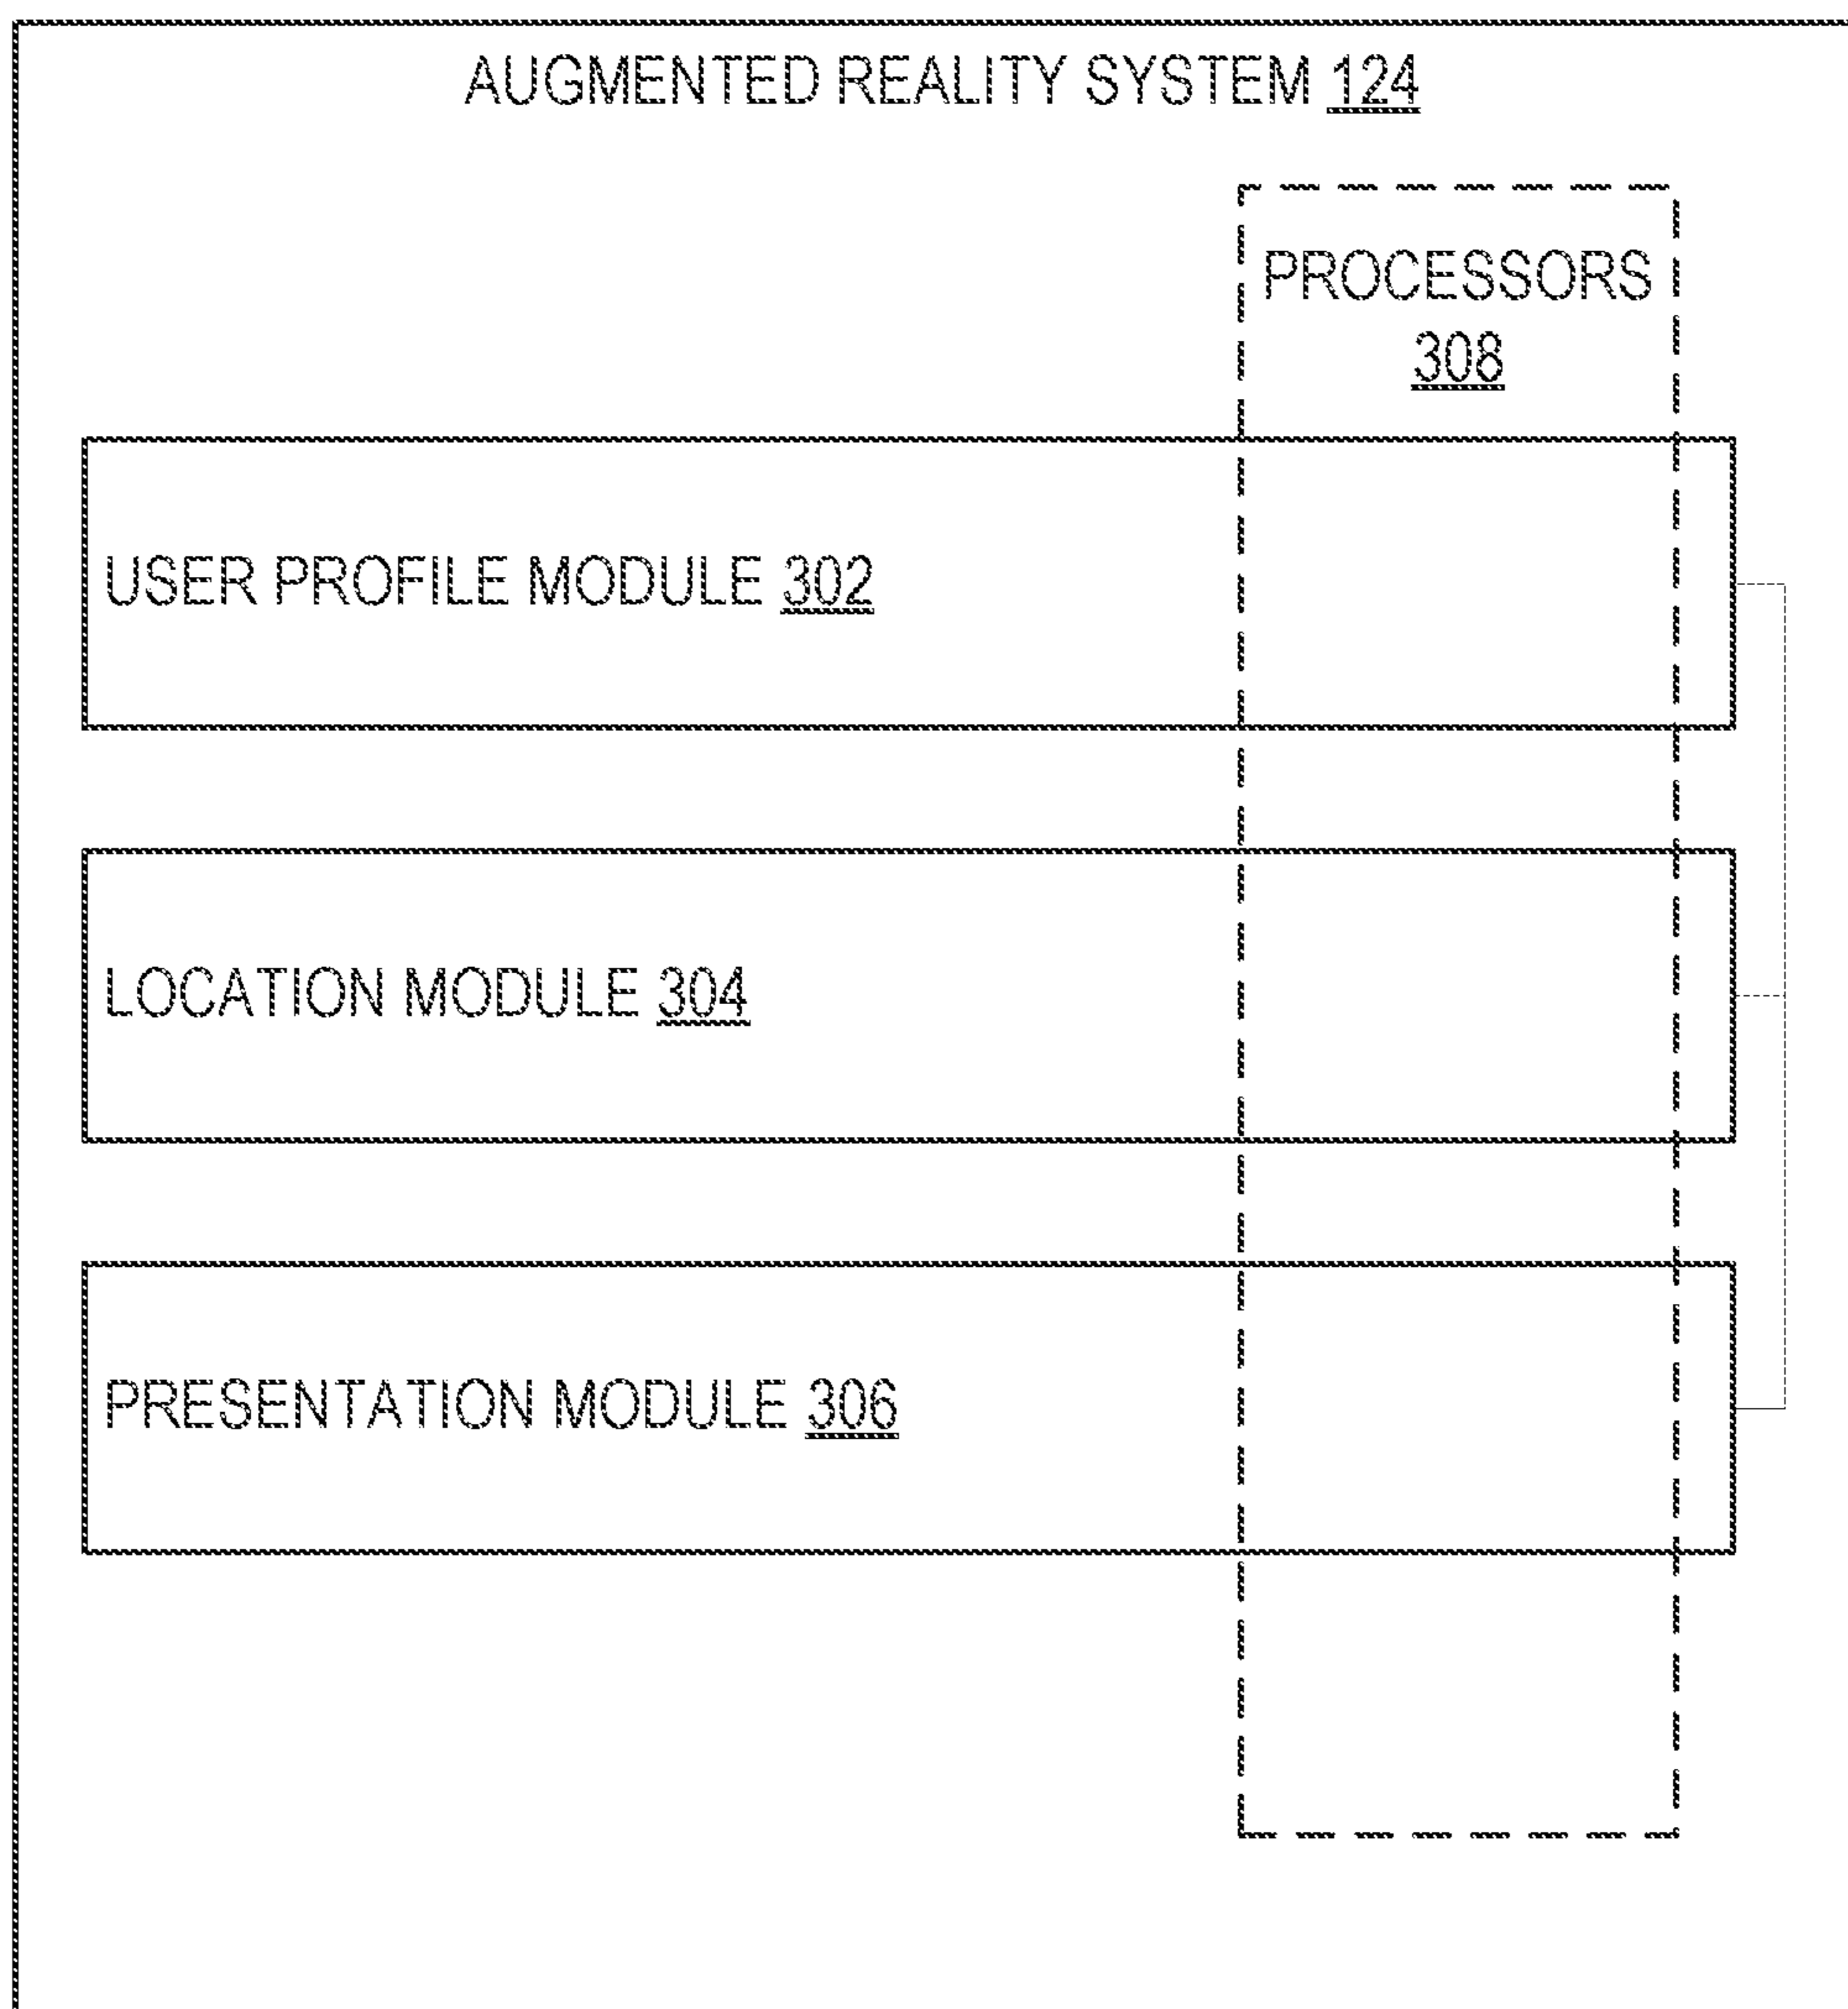 AUGMENTED REALITY SYSTEM 124
PROCESSORS
308
USER PROFILE MODULE 302
LOCATION MODULE 304
PRESENTATION MODULE 306